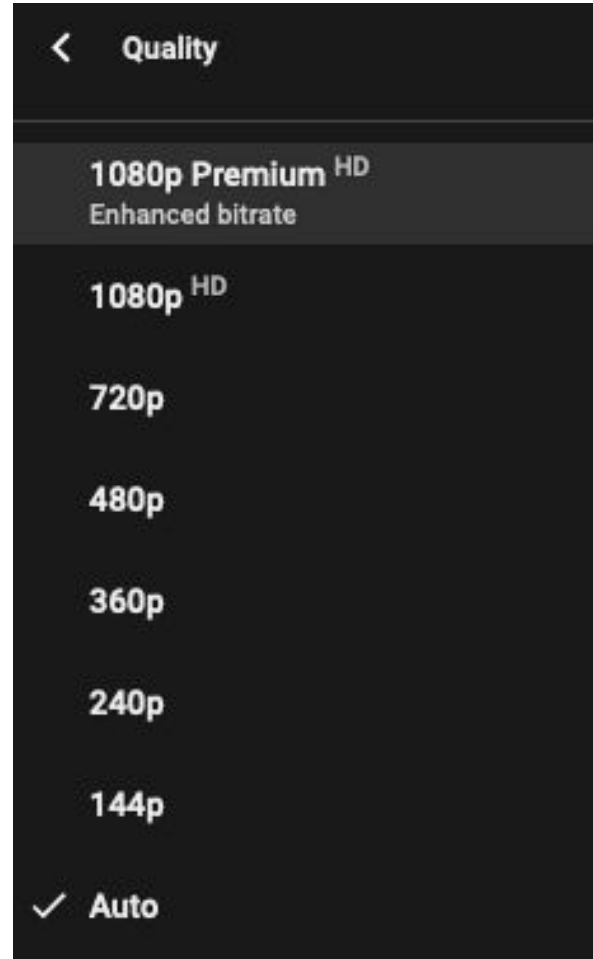 Quality
1080p Premium HD
Enhanced bitrate
1080p HD
720p
480p
360p
240p
144p
Auto